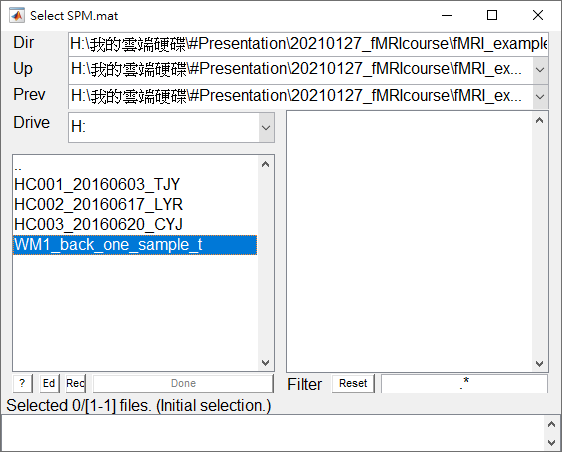 Select SPM.mat
Dir H:\我的雲端硬碟\#Presentation\20210127_fMRIcourse\fMRI_example
Up H:\我的雲端硬碟\#Presentation\20210127_fMRIcourse\fMRI_ex...
Prev H:\我的雲端硬碟\#Presentation\20210127_fMRIcourse\fMRI_ex...
Drive H:
..
HC001_20160603_TJY
HC002_20160617_LYR
HC003_20160620_CYJ
WM1_back_one_sample_t
? Ed Rec Done Filter Reset .*
Selected 0/[1-1] files. (Initial selection.)